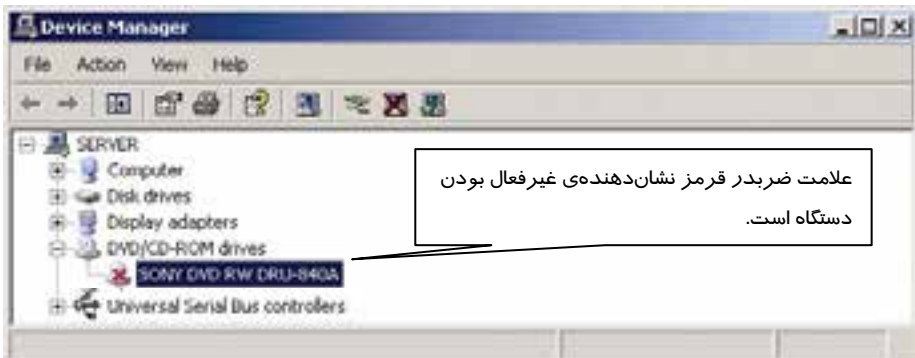 Device Manager
File Action View Help
SERVER
Computer
Disk drives
Display adapters
DVD/CD-ROM drives
SONY DVD RW DRU-840A
Universal Serial Bus controllers
علامت ضربدر قرمز نشان‌دهنده‌ی غیرفعال بودن
دستگاه است.